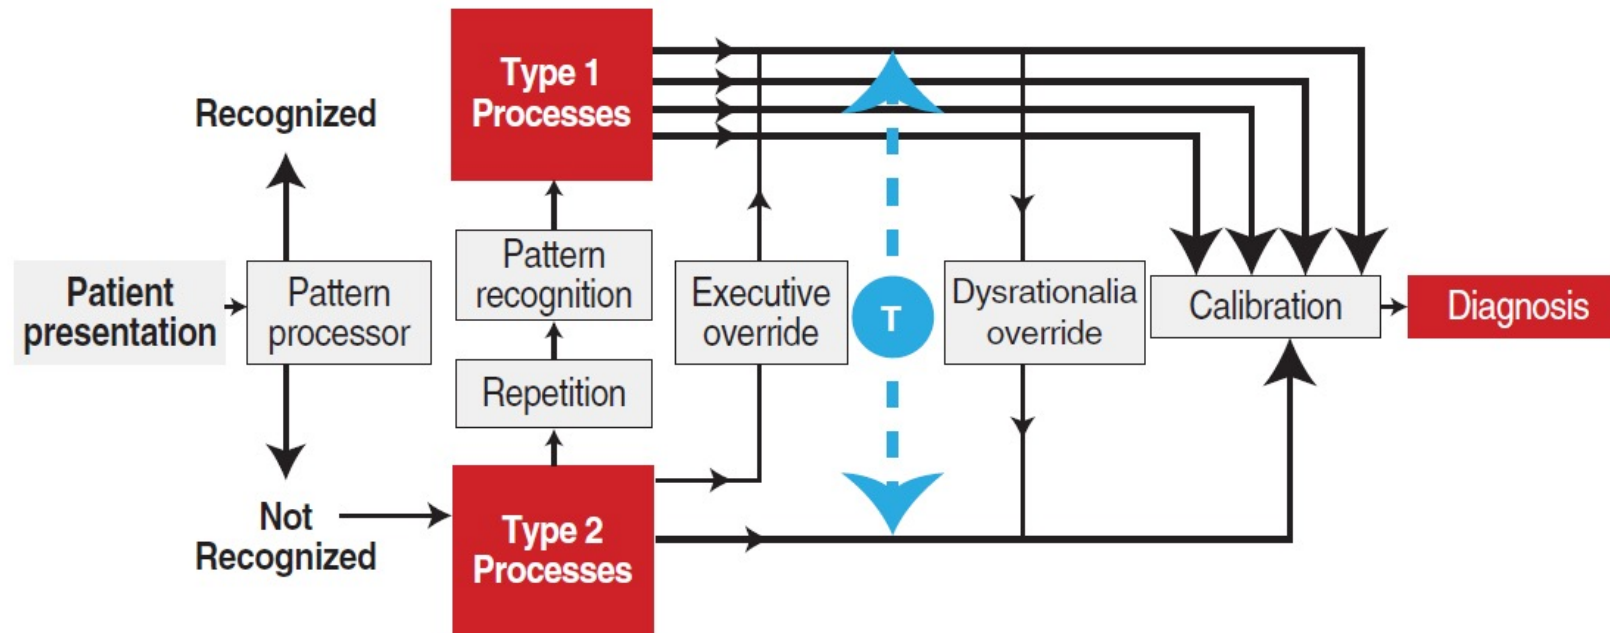 Patient
presentation
Pattern
processor
Recognized
Not
Recognized
Type 1
Processes
Pattern
recognition
Repetition
Type 2
Processes
Executive
override
T
Dysrationalia
override
Calibration
Diagnosis